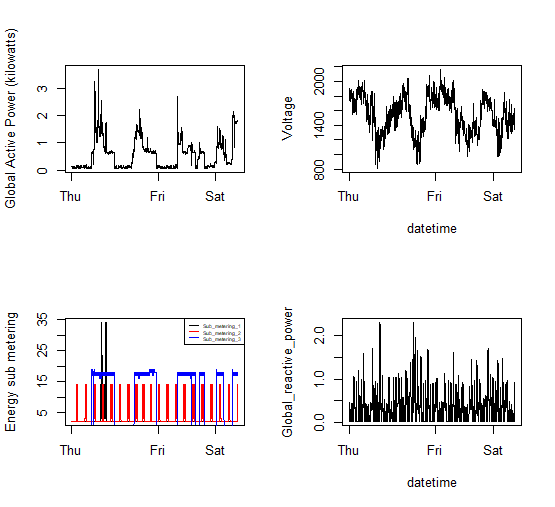 Global Active Power (kilowatts)
0 1 2 3
Thu Fri Sat
Voltage
800 1400 2000
Thu Fri Sat
datetime
Energy sub metering
5 15 25 35
Sub_metering_1
Sub_metering_2
Sub_metering_3
Thu Fri Sat
Global_reactive_power
0.0 1.0 2.0
Thu Fri Sat
datetime